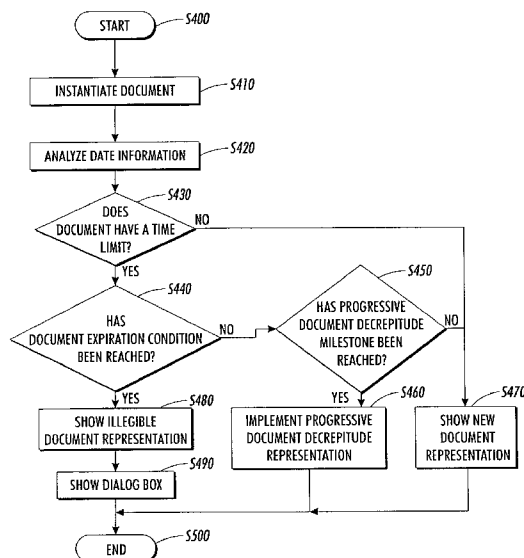 START
S400
INSTANTIATE DOCUMENT
S410
ANALYZE DATE INFORMATION
S420
S430
DOES
DOCUMENT HAVE A TIME
LIMIT?
NO
YES
S440
HAS
DOCUMENT EXPIRATION CONDITION
BEEN REACHED?
NO
S450
HAS PROGRESSIVE
DOCUMENT DECREPITUDE
MILESTONE BEEN
REACHED?
NO
YES
YES
S480
SHOW ILLEGIBLE
DOCUMENT REPRESENTATION
S460
IMPLEMENT PROGRESSIVE
DOCUMENT DECREPITUDE
REPRESENTATION
S470
SHOW NEW
DOCUMENT
REPRESENTATION
S490
SHOW DIALOG BOX
S500
END